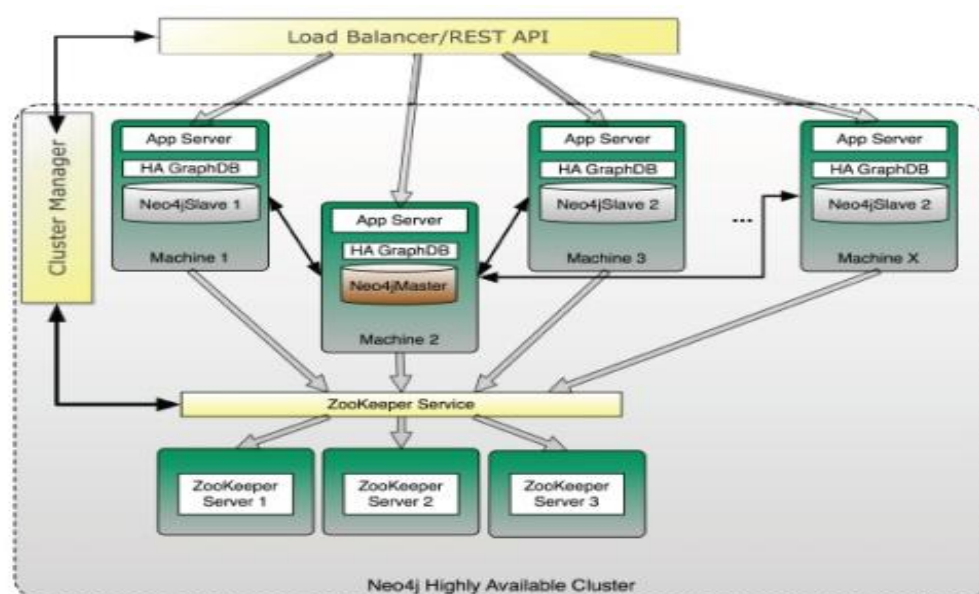 Load Balancer/REST API
Cluster Manager
App Server
HA GraphDB
Neo4jSlave 1
Machine 1
App Server
HA GraphDB
Neo4jMaster
Machine 2
App Server
HA GraphDB
Neo4jSlave 2
Machine 3
...
App Server
HA GraphDB
Neo4jSlave 2
Machine X
ZooKeeper Service
ZooKeeper
Server 1
ZooKeeper
Server 2
ZooKeeper
Server 3
Neo4j Highly Available Cluster